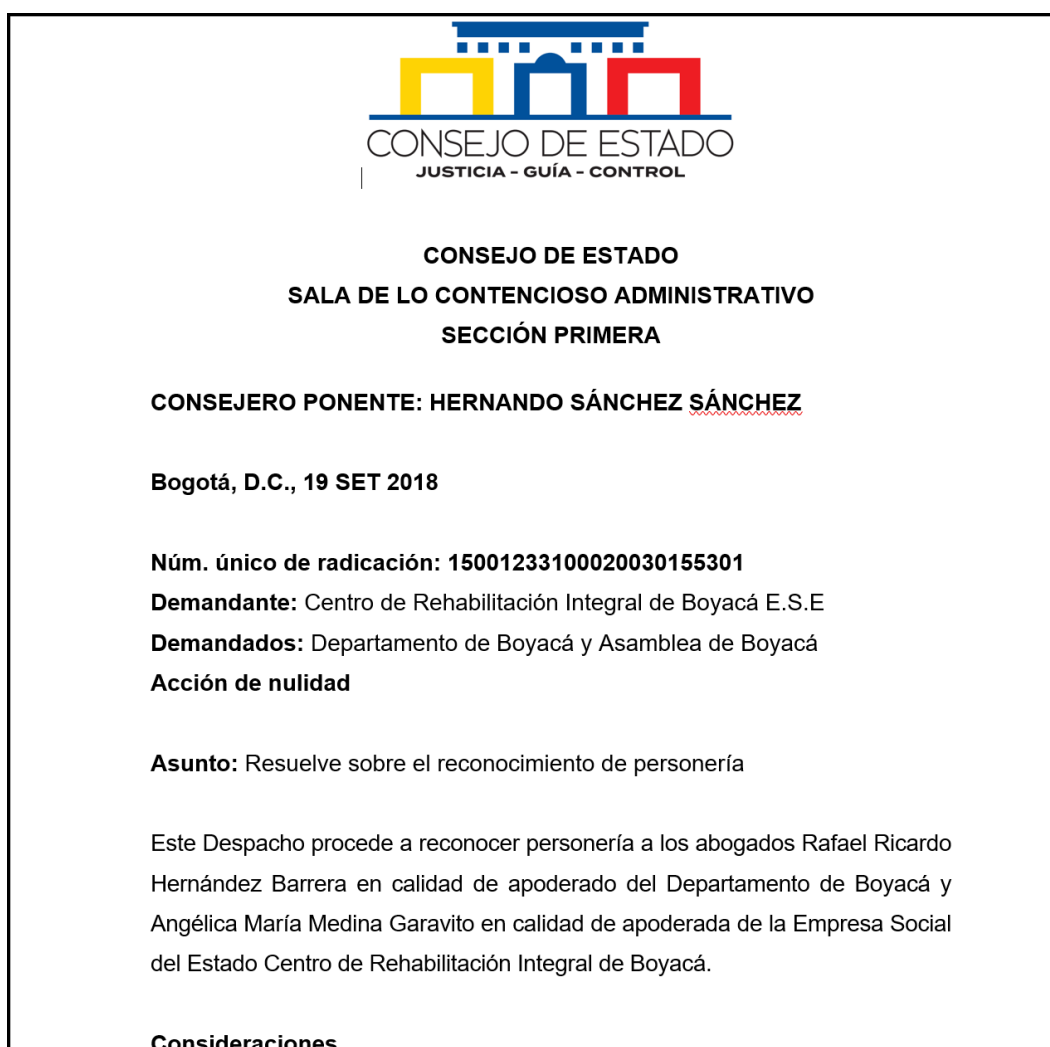 CONSEJO DE ESTADO
JUSTICIA - GUÍA - CONTROL
CONSEJO DE ESTADO
SALA DE LO CONTENCIOSO ADMINISTRATIVO
SECCIÓN PRIMERA
CONSEJERO PONENTE: HERNANDO SÁNCHEZ SÁNCHEZ
Bogotá, D.C., 19 SET 2018
Núm. único de radicación: 15001233100020030155301
Demandante: Centro de Rehabilitación Integral de Boyacá E.S.E
Demandados: Departamento de Boyacá y Asamblea de Boyacá
Acción de nulidad
Asunto: Resuelve sobre el reconocimiento de personería
Este Despacho procede a reconocer personería a los abogados Rafael Ricardo
Hernández Barrera en calidad de apoderado del Departamento de Boyacá y
Angélica María Medina Garavito en calidad de apoderada de la Empresa Social
del Estado Centro de Rehabilitación Integral de Boyacá.
Consideraciones